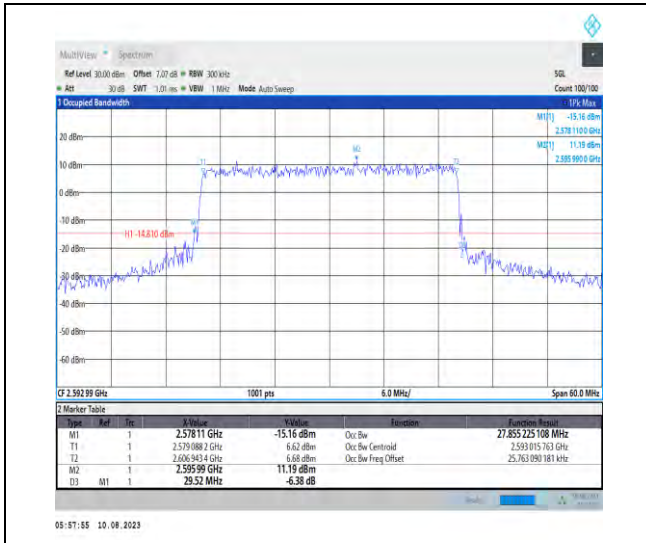 MultiView Spectrum
Ref Level 30.00 dBm Offset 7.07 dB RBW 300 kHz SGL
Att 30 dB SWT 1.01 ms VBW 1 MHz Mode Auto Sweep Count 100/100
1 Occupied Bandwidth 1Pk Max
M1[1] -15.16 dBm
2.578 1100 GHz
M2[1] 11.19 dBm
2.595 9900 GHz
20 dBm
M2
T1 T2
10 dBm
0 dBm
-10 dBm
M1
H1 -14.810 dBm
-20 dBm
-30 dBm
-40 dBm
-50 dBm
-60 dBm
CF 2.592 99 GHz 1001 pts 6.0 MHz/ Span 60.0 MHz
2 Marker Table
Type Ref Trc X-Value Y-Value Function Function Result
M1 1 2.57811 GHz -15.16 dBm Occ Bw 27.855 225 108 MHz
T1 1 2.579 088 2 GHz 6.62 dBm Occ Bw Centroid 2.593 015 763 GHz
T2 1 2.606 943 4 GHz 6.68 dBm Occ Bw Freq Offset 25.763 090 181 kHz
M2 1 2.595 99 GHz 11.19 dBm
D3 M1 1 29.52 MHz -6.38 dB
05:57:55 10.08.2023